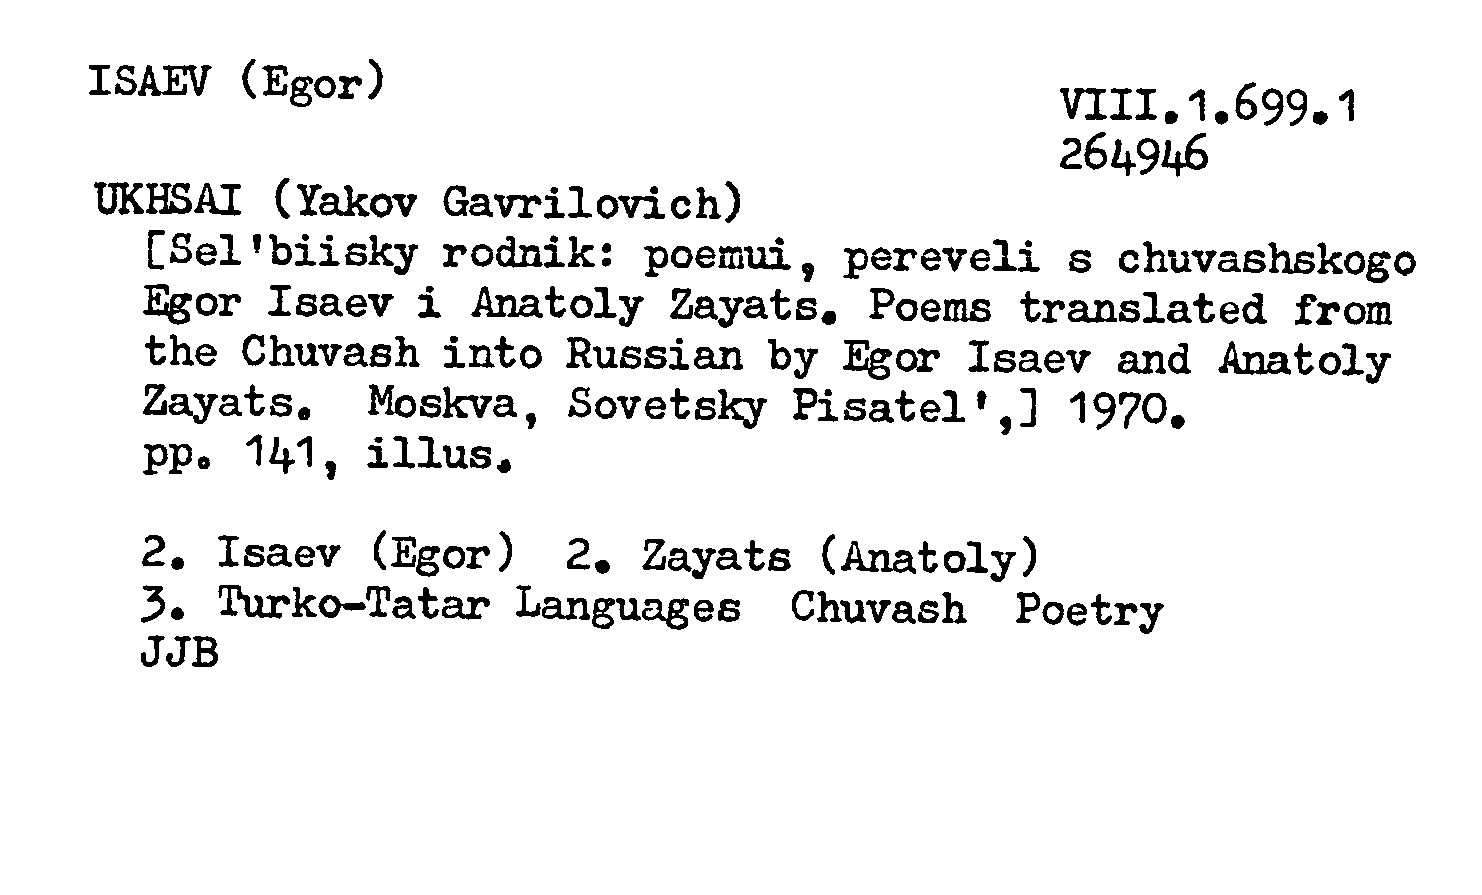 ISAEV (Egor)
VIII.1.699.1
264946
UKHSAI (Yakov Gavrilovich)
[Sel'biisky rodnik: poemui, pereveli s chuvashskogo
Egor Isaev i Anatoly Zayats. Poems translated from
the Chuvash into Russian by Egor Isaev and Anatoly
Zayats. Moskva, Sovetsky Pisatel',] 1970.
pp. 141, illus.
2. Isaev (Egor) 2. Zayats (Anatoly)
3. Turko-Tatar Languages Chuvash Poetry
JJB